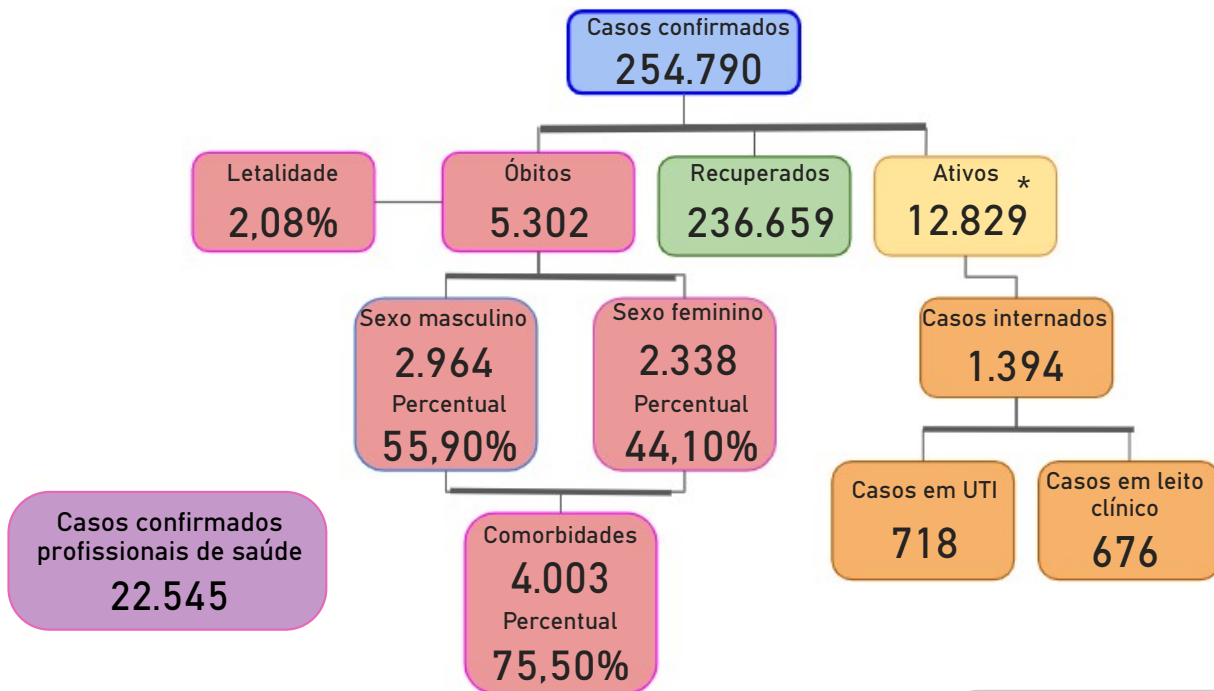 Casos confirmados
254.790
Letalidade
2,08%
Óbitos
5.302
Recuperados
236.659
Ativos *
12.829
Sexo masculino
2.964
Percentual
55,90%
Sexo feminino
2.338
Percentual
44,10%
Casos internados
1.394
Casos em UTI
718
Casos em leito
clínico
676
Comorbidades
4.003
Percentual
75,50%
Casos confirmados
profissionais de saúde
22.545